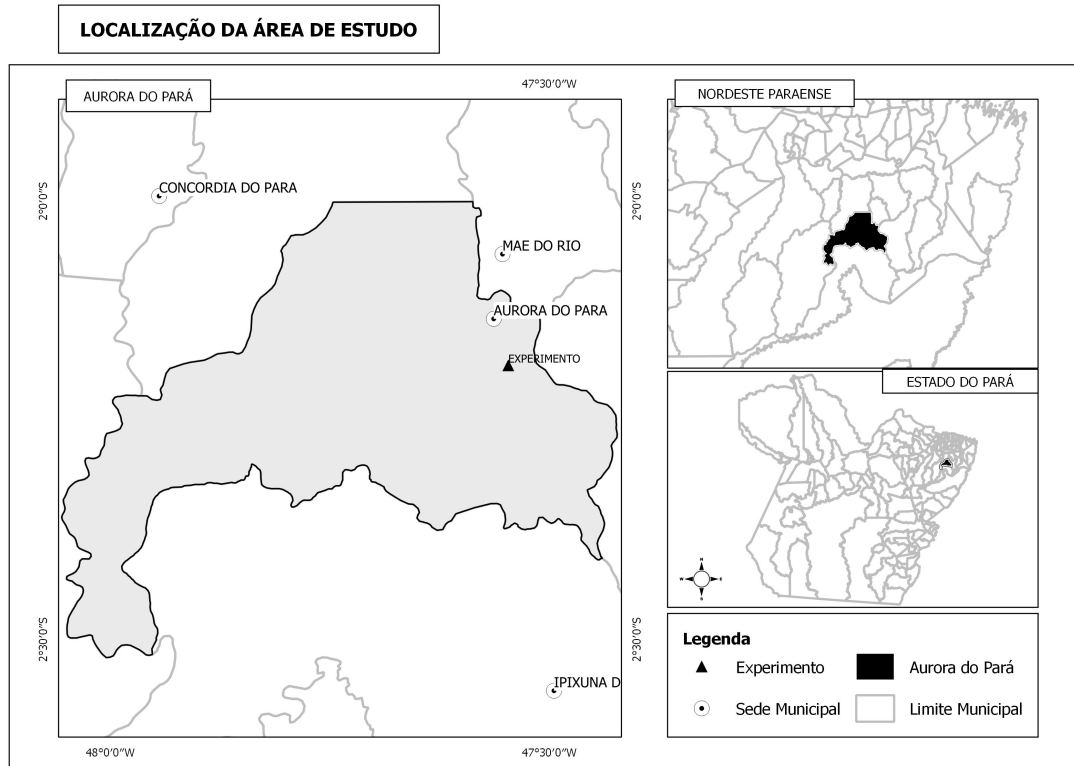 LOCALIZAÇÃO DA ÁREA DE ESTUDO
47°30'0"W
AURORA DO PARÁ
2°0'0"S
CONCORDIA DO PARA
MAE DO RIO
AURORA DO PARA
EXPERIMENTO
2°0'0"S
2°30'0"S
IPIXUNA D
2°30'0"S
48°0'0"W
47°30'0"W
NORDESTE PARAENSE
ESTADO DO PARÁ
N
W
E
S
Legenda
Experimento
Aurora do Pará
Sede Municipal
Limite Municipal